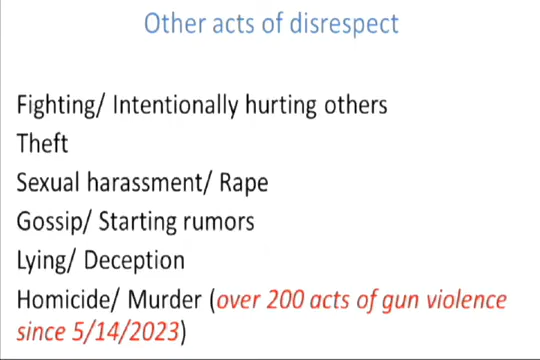 Other acts of disrespect
Fighting/ Intentionally hurting others
Theft
Sexual harassment/ Rape
Gossip/ Starting rumors
Lying/ Deception
Homicide/ Murder (over 200 acts of gun violence
since 5/14/2023)